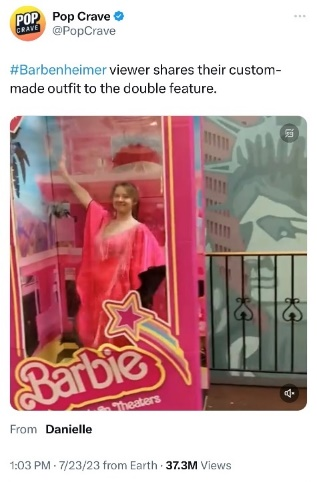 POP
CRAVE
Pop Crave
@PopCrave
#Barbenheimer viewer shares their custom-
made outfit to the double feature.
Barbie
Theaters
From Danielle
1:03 PM · 7/23/23 from Earth · 37.3M Views